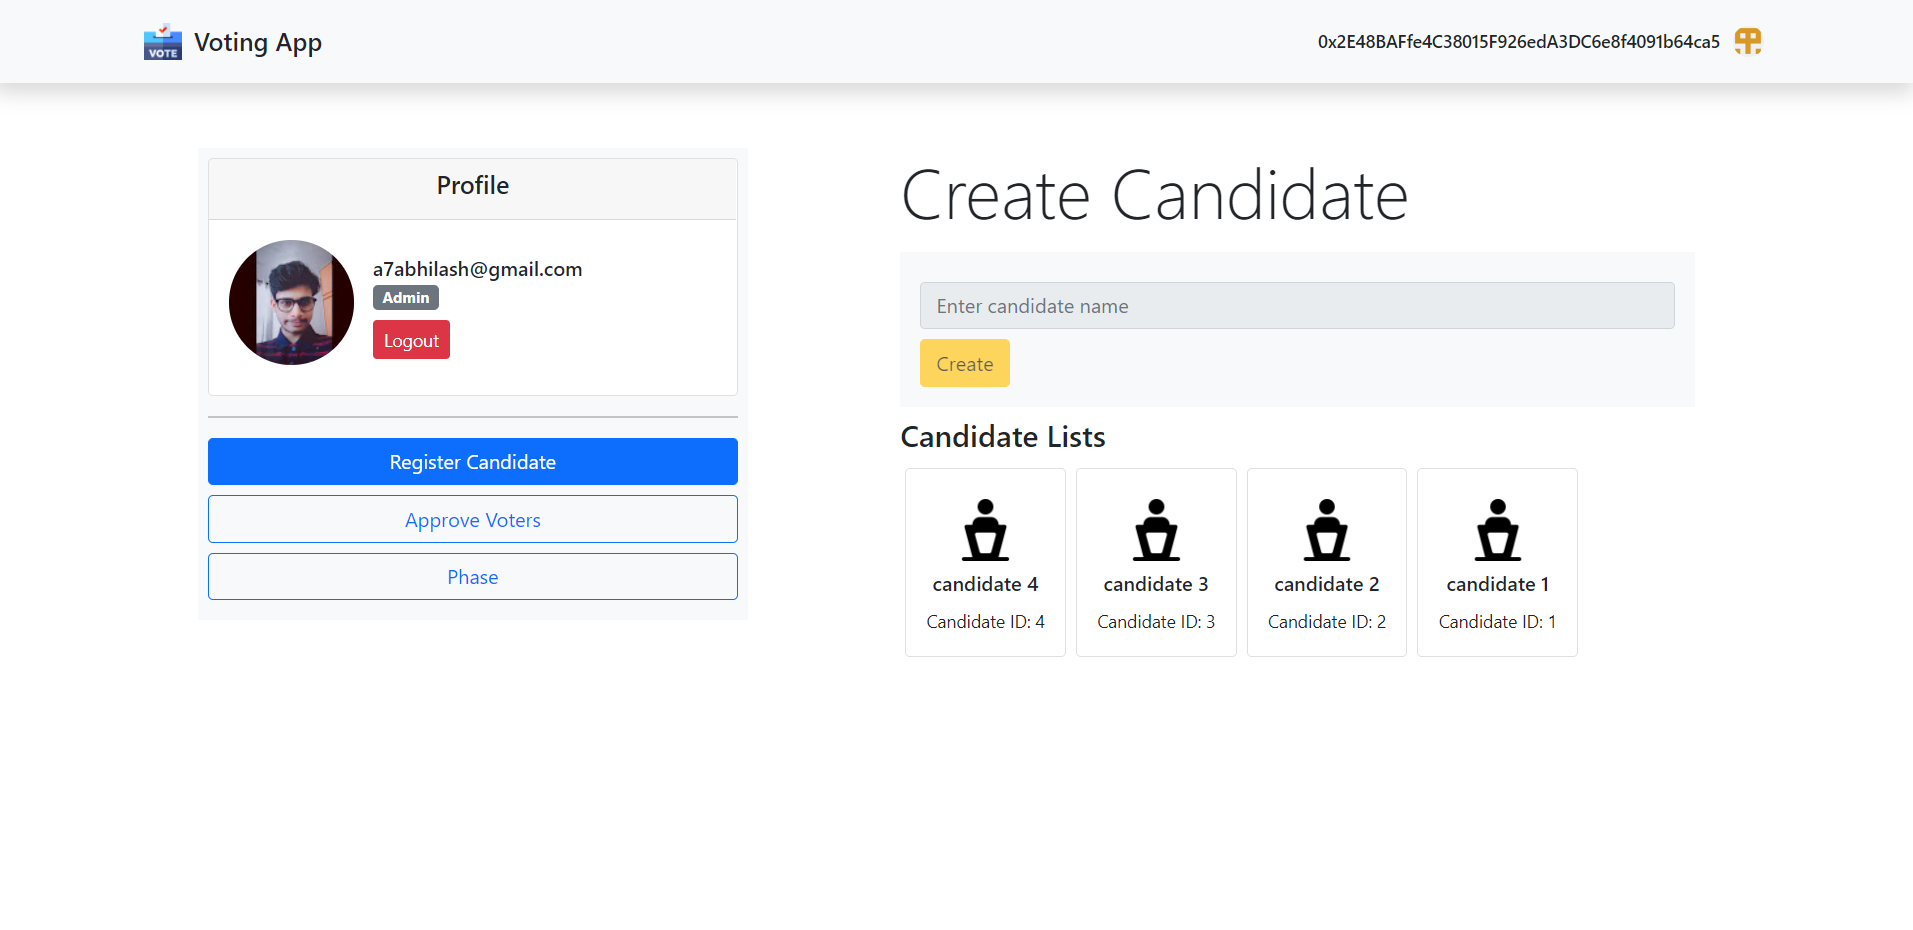 VOTE
Voting App
0x2E48BAFfe4C38015F926edA3DC6e8f4091b64ca5
Profile
a7abhilash@gmail.com
Admin
Logout
Register Candidate
Approve Voters
Phase
Create Candidate
Enter candidate name
Create
Candidate Lists
candidate 4
Candidate ID: 4
candidate 3
Candidate ID: 3
candidate 2
Candidate ID: 2
candidate 1
Candidate ID: 1